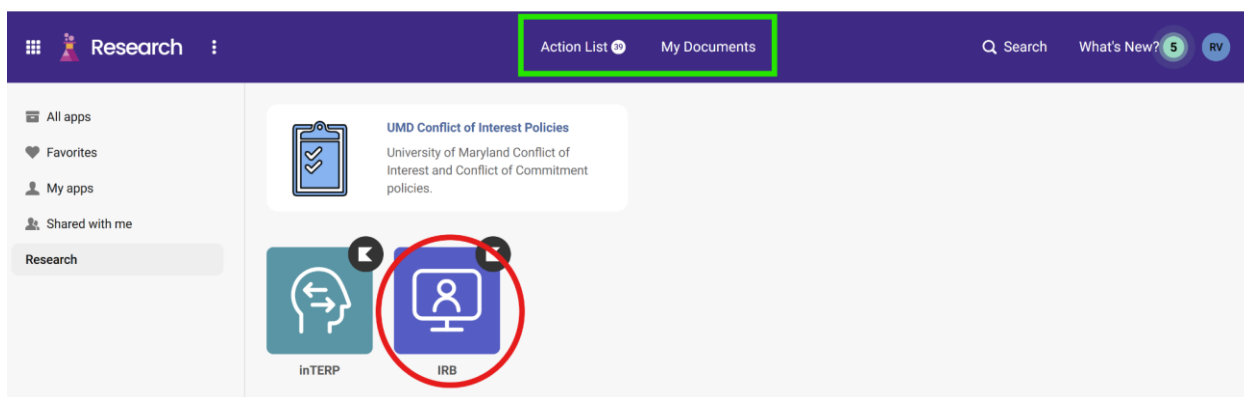 Research
Action List 39
My Documents
Search
What's New? 5
RV
All apps
Favorites
My apps
Shared with me
Research
UMD Conflict of Interest Policies
University of Maryland Conflict of
Interest and Conflict of Commitment
policies.
inTERP
IRB